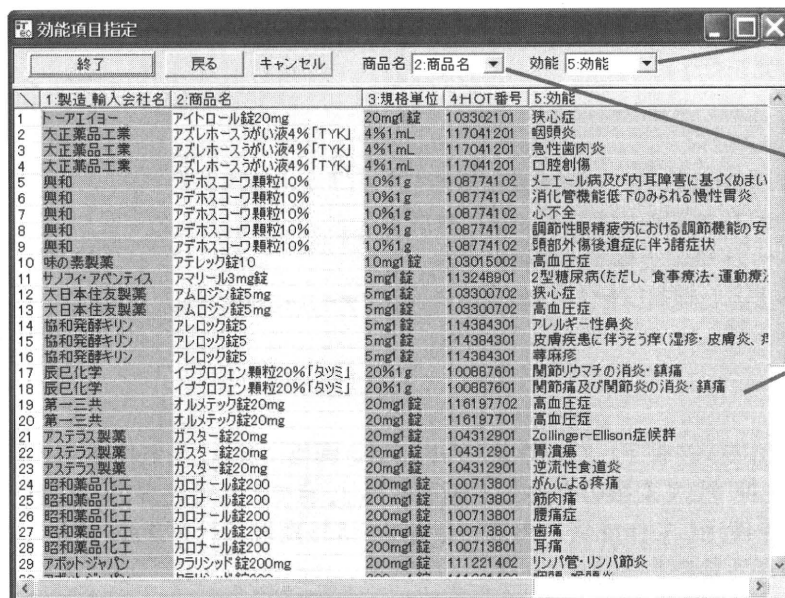 効能項目指定
終了 戻る キャンセル 商品名 2:商品名 効能 5:効能
1:製造_輸入会社名 2:商品名 3:規格単位 4HOT番号 5:効能
1 トーアエイヨー アイトロール錠20mg 20mg1錠 103302101 狭心症
2 大正薬品工業 アズレホースうがい液4%「TYK」 4%1mL 117041201 咽頭炎
3 大正薬品工業 アズレホースうがい液4%「TYK」 4%1mL 117041201 急性歯肉炎
4 大正薬品工業 アズレホースうがい液4%「TYK」 4%1mL 117041201 口腔創傷
5 興和 アデホスコーワ顆粒10% 10%1g 108774102 メニエール病及び内耳障害に基づくめまい
6 興和 アデホスコーワ顆粒10% 10%1g 108774102 消化管機能低下のみられる慢性胃炎
7 興和 アデホスコーワ顆粒10% 10%1g 108774102 心不全
8 興和 アデホスコーワ顆粒10% 10%1g 108774102 調節性眼精疲労における調節機能の安
9 興和 アデホスコーワ顆粒10% 10%1g 108774102 頭部外傷後遺症に伴う諸症状
10 味の素製薬 アテレック錠10 10mg1錠 103015002 高血圧症
11 サノフィ・アベンティス アマリール3mg錠 3mg1錠 113248901 2型糖尿病(ただし、食事療法・運動療法
12 大日本住友製薬 アムロジン錠5mg 5mg1錠 103300702 狭心症
13 大日本住友製薬 アムロジン錠5mg 5mg1錠 103300702 高血圧症
14 協和発酵キリン アレロック錠5 5mg1錠 114384301 アレルギー性鼻炎
15 協和発酵キリン アレロック錠5 5mg1錠 114384301 皮膚疾患に伴うそう痒(湿疹・皮膚炎、痒
16 協和発酵キリン アレロック錠5 5mg1錠 114384301 蕁麻疹
17 辰巳化学 イブプロフェン顆粒20%「タツミ」 20%1g 100887601 関節リウマチの消炎・鎮痛
18 辰巳化学 イブプロフェン顆粒20%「タツミ」 20%1g 100887601 関節痛及び関節炎の消炎・鎮痛
19 第一三共 オルメテック錠20mg 20mg1錠 116197702 高血圧症
20 第一三共 オルメテック錠20mg 20mg1錠 116197701 高血圧症
21 アステラス製薬 ガスター錠20mg 20mg1錠 104312901 Zollinger-Ellison症候群
22 アステラス製薬 ガスター錠20mg 20mg1錠 104312901 胃潰瘍
23 アステラス製薬 ガスター錠20mg 20mg1錠 104312901 逆流性食道炎
24 昭和薬品化工 カロナール錠200 200mg1錠 100713801 がんによる疼痛
25 昭和薬品化工 カロナール錠200 200mg1錠 100713801 筋肉痛
26 昭和薬品化工 カロナール錠200 200mg1錠 100713801 腰痛症
27 昭和薬品化工 カロナール錠200 200mg1錠 100713801 歯痛
28 昭和薬品化工 カロナール錠200 200mg1錠 100713801 耳痛
29 アボットジャパン クラリシッド錠200mg 200mg1錠 111221402 リンパ管・リンパ節炎